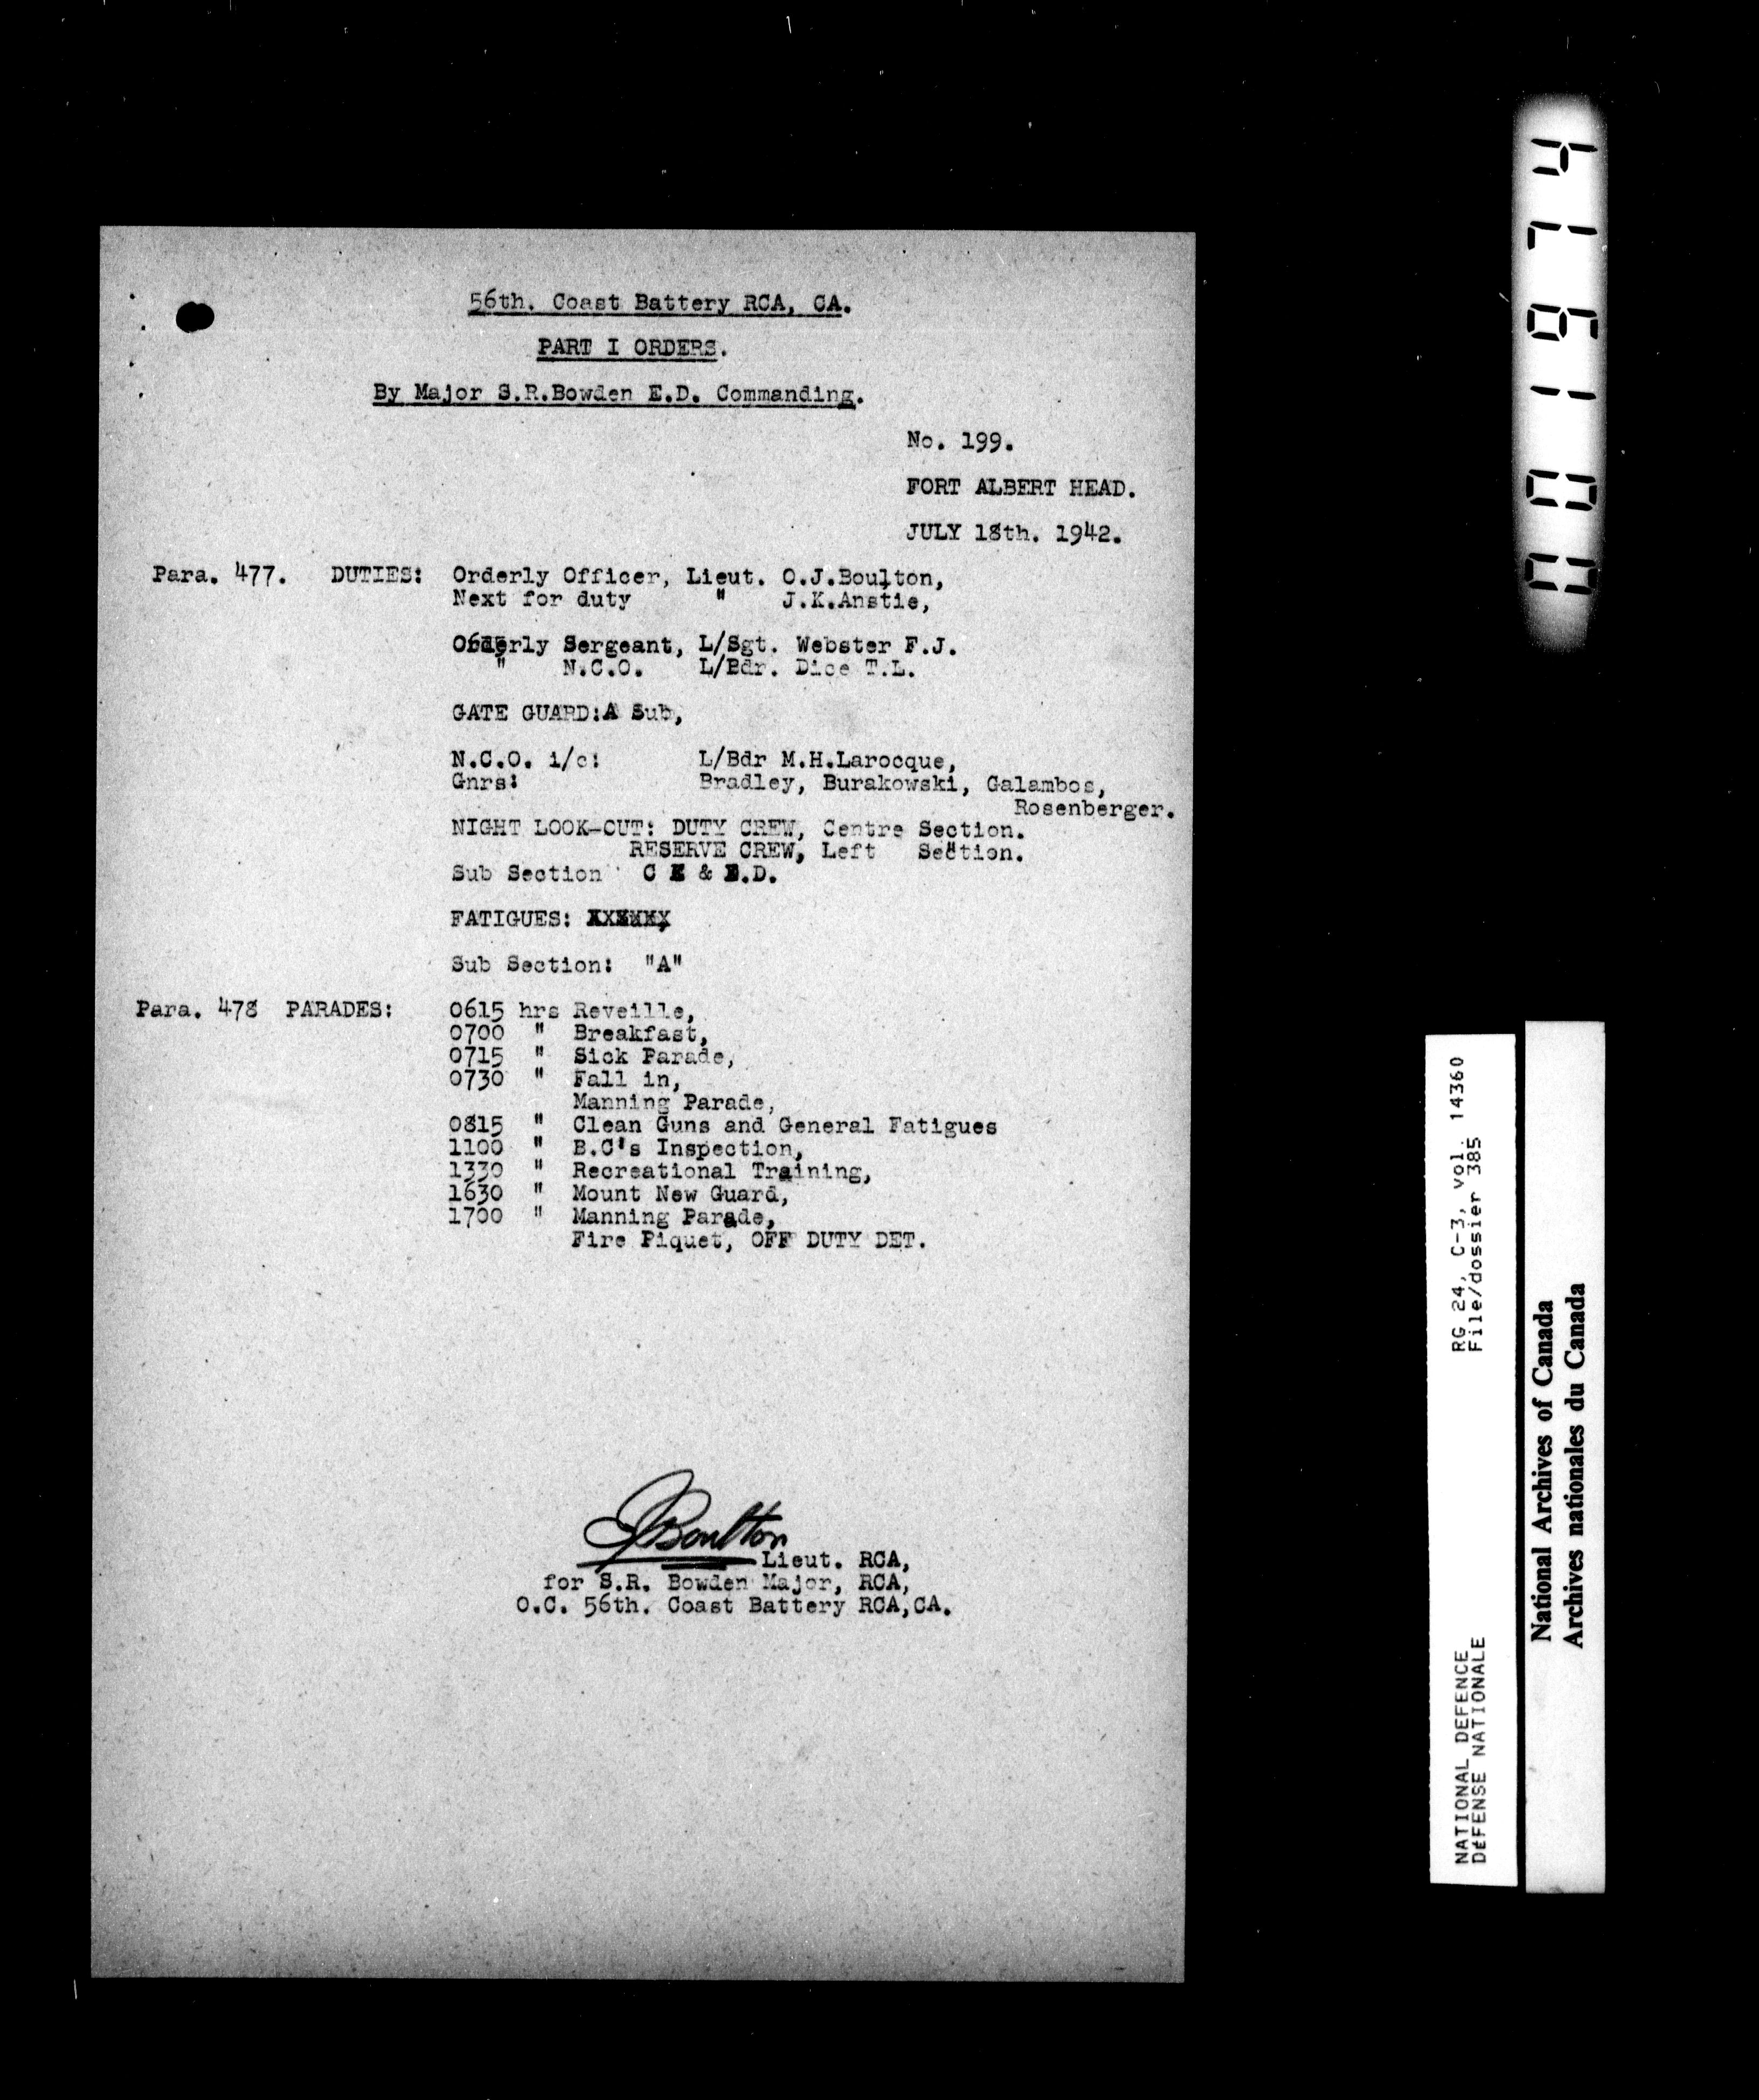 56th. Coast Battery RCA, CA.
PART I ORDERS.
By Major S.R.Bowden E.D. Commanding.
No. 199.
FORT ALBERT HEAD.
JULY 18th. 1942.
Para. 477. DUTIES: Orderly Officer, Lieut. O.J.Boulton,
Next for duty " J.K.Anstie,
Orderly Sergeant, L/Sgt. Webster F.J.
" N.C.O. L/Bdr. Dice T.L.
GATE GUARD:A Sub,
N.C.O. i/c: L/Bdr M.H.Larocque,
Gnrs: Bradley, Burakowski, Galambos,
Rosenberger.
NIGHT LOOK-OUT: DUTY CREW, Centre Section.
RESERVE CREW, Left Section.
Sub Section C & .D.
FATIGUES:
Sub Section: "A"
Para. 478 PARADES: 0615 hrs Reveille,
0700 " Breakfast,
0715 " Sick Parade,
0730 " Fall in,
Manning Parade,
0815 " Clean Guns and General Fatigues
1100 " B.C's Inspection,
1330 " Recreational Training,
1630 " Mount New Guard,
1700 " Manning Parade,
Fire Piquet, OFF DUTY DET.
OJBoulton
Lieut. RCA,
for S.R. Bowden Major, RCA,
O.C. 56th. Coast Battery RCA,CA.
NATIONAL DEFENCE RG 24, C-3, vol. 14360
DÉFENSE NATIONALE File/dossier 385
National Archives of Canada
Archives nationales du Canada